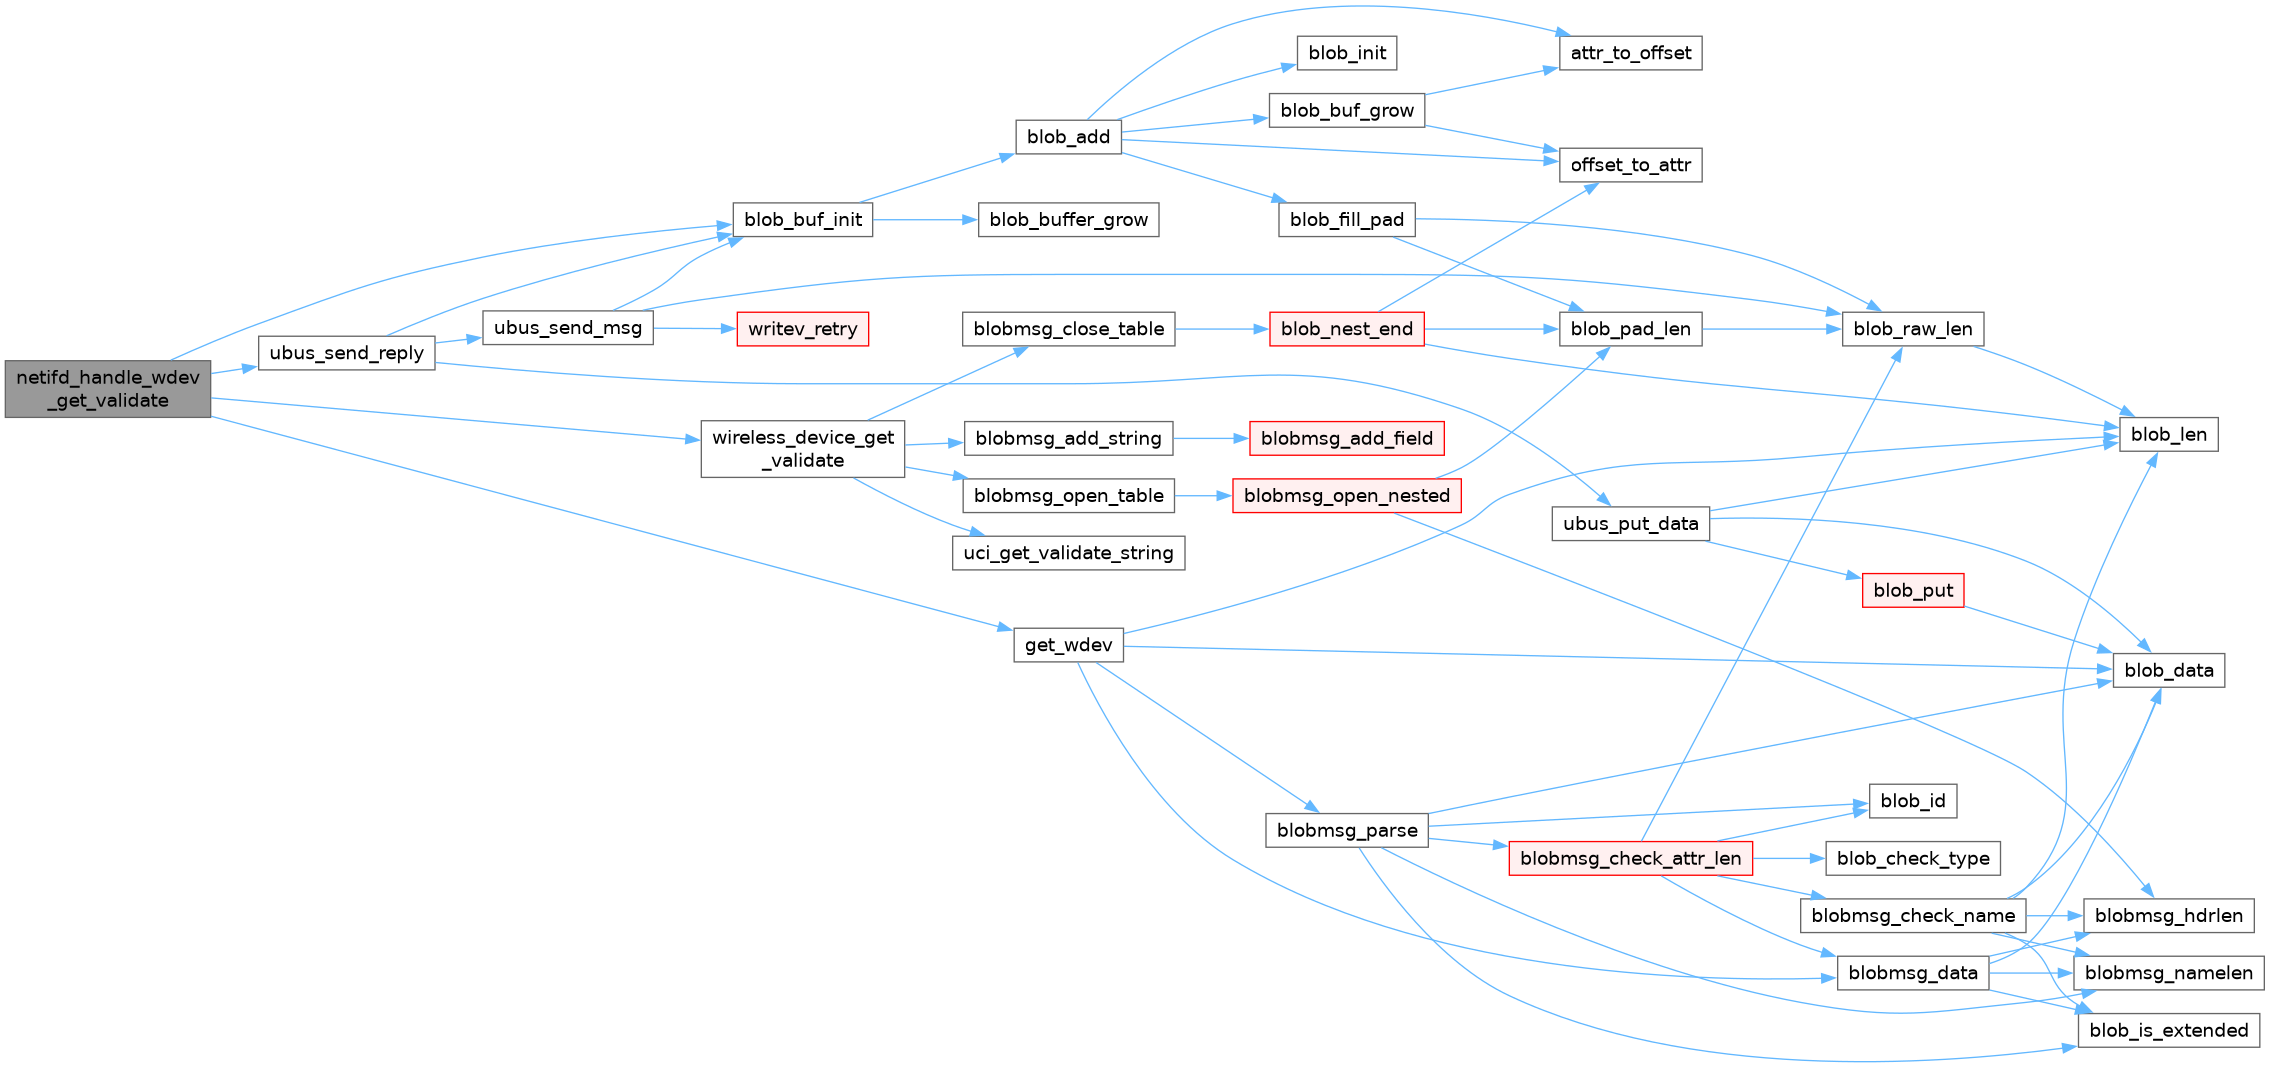 netifd_handle_wdev
_get_validate
ubus_send_reply
ubus_send_msg
blob_buf_init
writev_retry
wireless_device_get
_validate
blob_add
blob_buffer_grow
blobmsg_close_table
blobmsg_add_string
blobmsg_open_table
uci_get_validate_string
get_wdev
blob_init
blob_buf_grow
blob_fill_pad
blob_nest_end
blobmsg_add_field
blobmsg_open_nested
blobmsg_parse
attr_to_offset
offset_to_attr
blob_pad_len
ubus_put_data
blobmsg_check_attr_len
blob_raw_len
blob_put
blob_id
blob_check_type
blobmsg_check_name
blobmsg_data
blob_len
blob_data
blobmsg_hdrlen
blobmsg_namelen
blob_is_extended